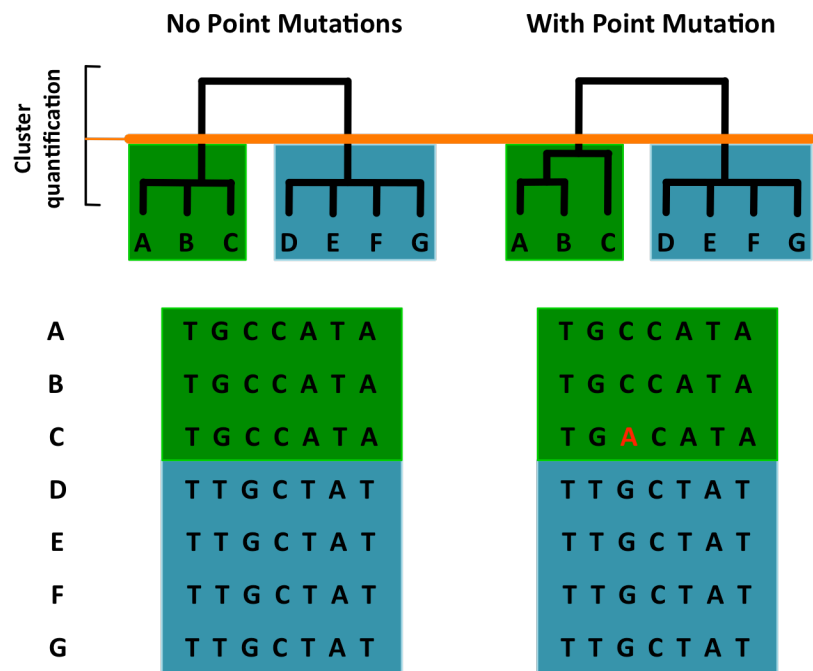 No Point Mutations With Point Mutation
Cluster
quantification
A B C D E F G A B C D E F G
A T G C C A T A T G C C A T A
B T G C C A T A T G C C A T A
C T G C C A T A T G A C A T A
D T T G C T A T T T G C T A T
E T T G C T A T T T G C T A T
F T T G C T A T T T G C T A T
G T T G C T A T T T G C T A T